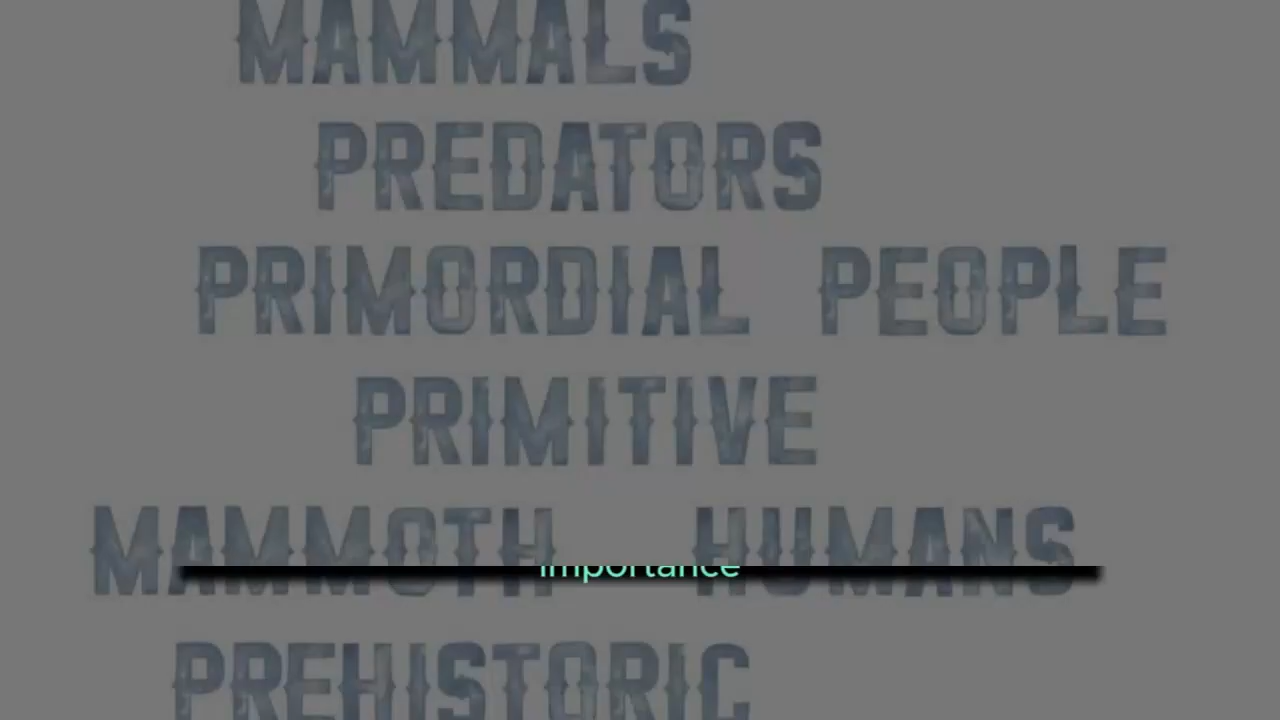 MAMMALS
PREDATORS
PRIMORDIAL PEOPLE
PRIMITIVE
MAMMOTH HUMANS
importance
PREHISTORIC